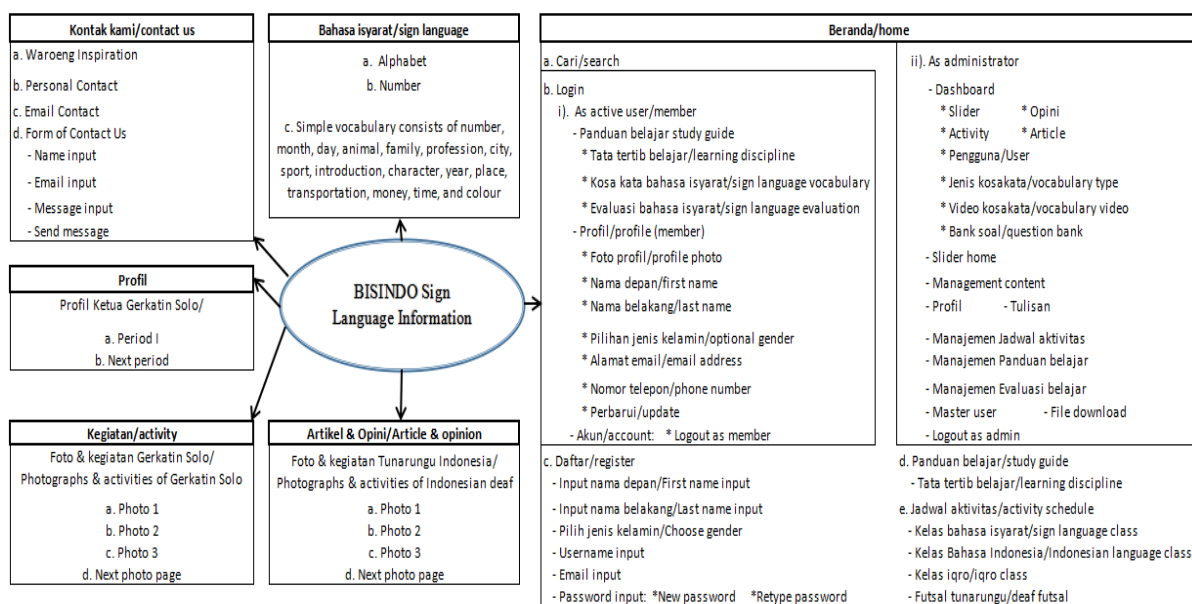 Kontak kami/contact us
a. Waroeng Inspiration
b. Personal Contact
c. Email Contact
d. Form of Contact Us
- Name input
- Email input
- Message input
- Send message
Bahasa isyarat/sign language
a. Alphabet
b. Number
c. Simple vocabulary consists of number,
month, day, animal, family, profession, city,
sport, introduction, character, year, place,
transportation, money, time, and colour
Profil
Profil Ketua Gerkatin Solo/
a. Period I
b. Next period
BISINDO Sign
Language Information
Kegiatan/activity
Foto & kegiatan Gerkatin Solo/
Photographs & activities of Gerkatin Solo
a. Photo 1
b. Photo 2
c. Photo 3
d. Next photo page
Artikel & Opini/Article & opinion
Foto & kegiatan Tunarungu Indonesia/
Photographs & activities of Indonesian deaf
a. Photo 1
b. Photo 2
c. Photo 3
d. Next photo page
Beranda/home
a. Cari/search
b. Login
i). As active user/member
- Panduan belajar study guide
* Tata tertib belajar/learning discipline
* Kosa kata bahasa isyarat/sign language vocabulary
* Evaluasi bahasa isyarat/sign language evaluation
- Profil/profile (member)
* Foto profil/profile photo
* Nama depan/first name
* Nama belakang/last name
* Pilihan jenis kelamin/optional gender
* Alamat email/email address
* Nomor telepon/phone number
* Perbarui/update
- Akun/account: * Logout as member
ii). As administrator
- Dashboard
* Slider * Opini
* Activity * Article
* Pengguna/User
* Jenis kosakata/vocabulary type
* Video kosakata/vocabulary video
* Bank soal/question bank
- Slider home
- Management content
- Profil - Tulisan
- Manajemen Jadwal aktivitas
- Manajemen Panduan belajar
- Manajemen Evaluasi belajar
- Master user - File download
- Logout as admin
c. Daftar/register
- Input nama depan/First name input
- Input nama belakang/Last name input
- Pilih jenis kelamin/Choose gender
- Username input
- Email input
- Password input: *New password *Retype password
d. Panduan belajar/study guide
- Tata tertib belajar/learning discipline
e. Jadwal aktivitas/activity schedule
- Kelas bahasa isyarat/sign language class
- Kelas Bahasa Indonesia/Indonesian language class
- Kelas iqro/iqro class
- Futsal tunarungu/deaf futsal